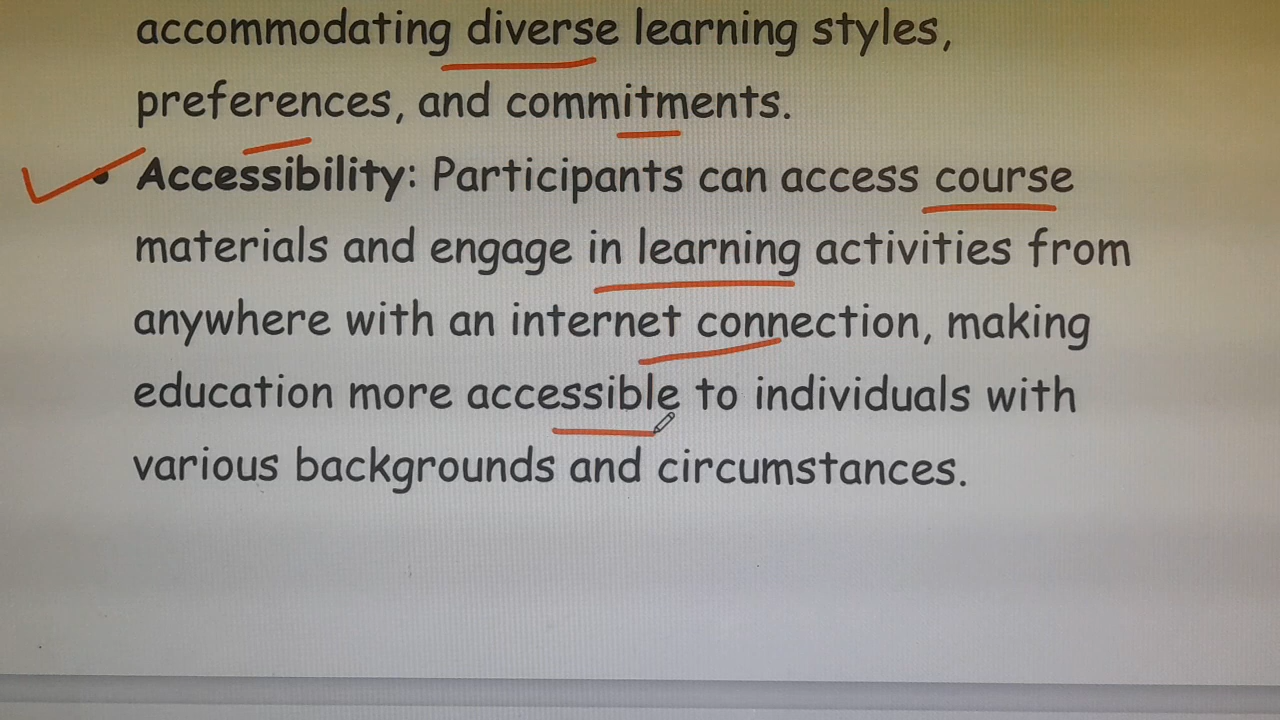 accommodating diverse learning styles,
preferences, and commitments.
• Accessibility: Participants can access course
materials and engage in learning activities from
anywhere with an internet connection, making
education more accessible to individuals with
various backgrounds and circumstances.